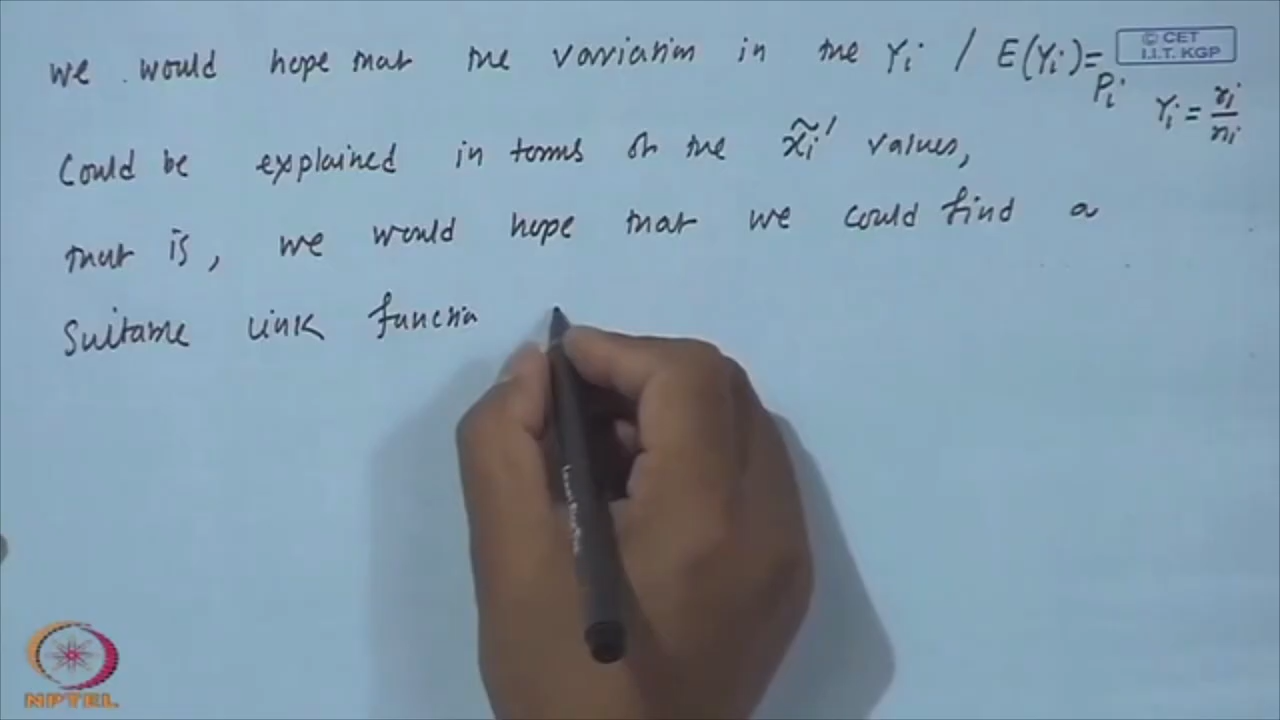 we would hope that the variation in the Yi / E(Yi)=
Pi
Yi = ri/ni
© CET
I.I.T. KGP
Could be explained in terms of the x̃i' values,
that is, we would hope that we could find a
Suitable link functio
NPTEL